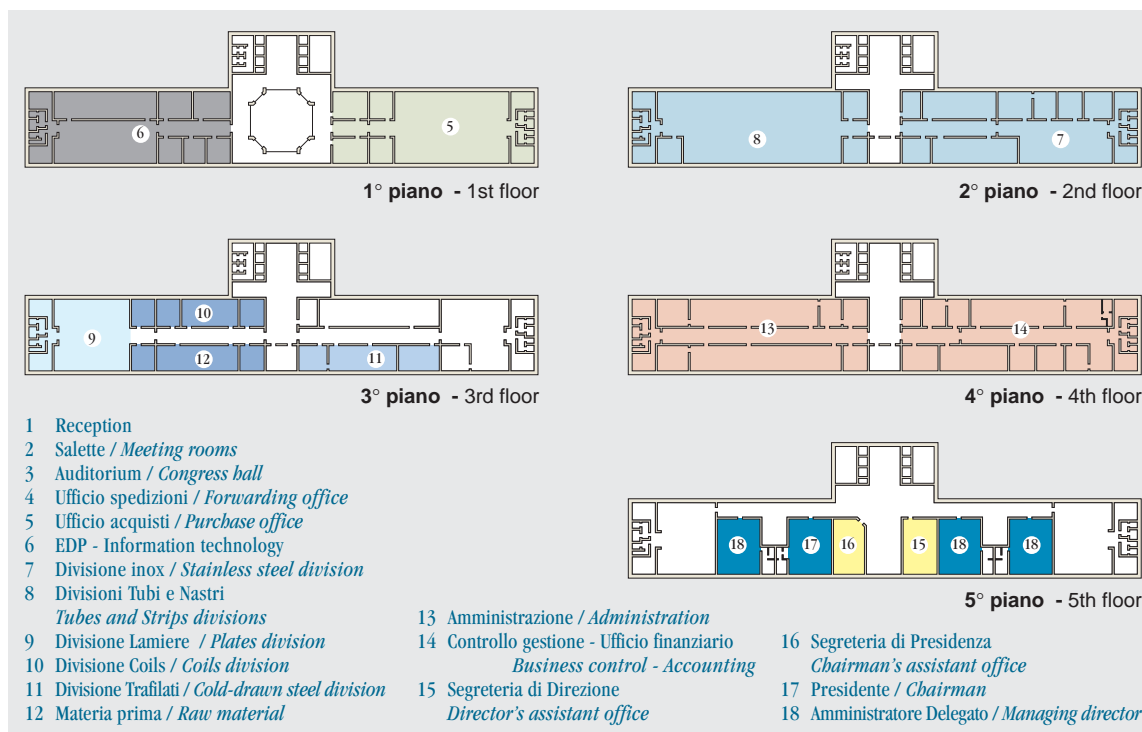 6
5
1° piano - 1st floor
8
7
2° piano - 2nd floor
10
9
12
11
3° piano - 3rd floor
13
14
4° piano - 4th floor
18
17
16
15
18
18
5° piano - 5th floor
1 Reception
2 Salette / Meeting rooms
3 Auditorium / Congress hall
4 Ufficio spedizioni / Forwarding office
5 Ufficio acquisti / Purchase office
6 EDP - Information technology
7 Divisione inox / Stainless steel division
8 Divisioni Tubi e Nastri
Tubes and Strips divisions
9 Divisione Lamiere / Plates division
10 Divisione Coils / Coils division
11 Divisione Trafilati / Cold-drawn steel division
12 Materia prima / Raw material
13 Amministrazione / Administration
14 Controllo gestione - Ufficio finanziario
Business control - Accounting
15 Segreteria di Direzione
Director's assistant office
16 Segreteria di Presidenza
Chairman's assistant office
17 Presidente / Chairman
18 Amministratore Delegato / Managing director